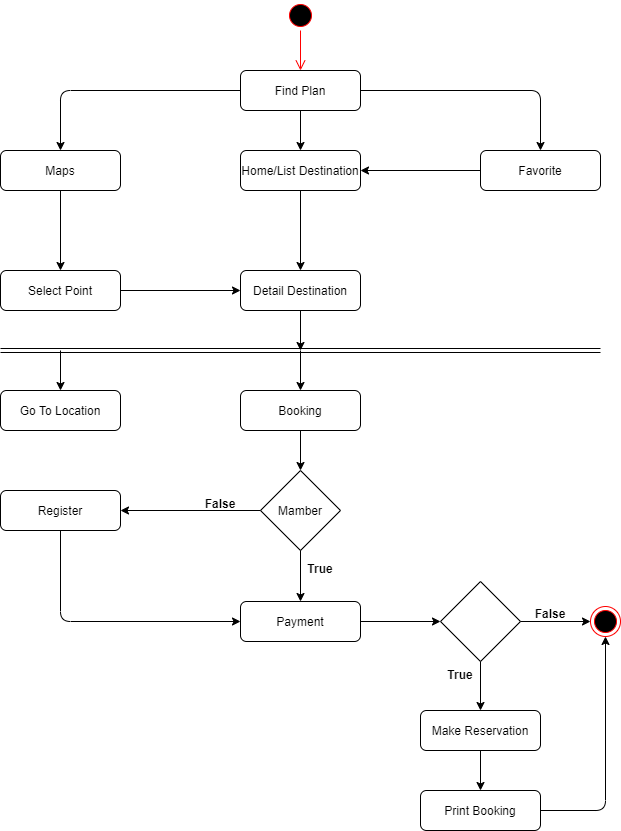 Find Plan
Maps
Home/List Destination
Favorite
Select Point
Detail Destination
Go To Location
Booking
Register
False
Mamber
True
Payment
False
True
Make Reservation
Print Booking